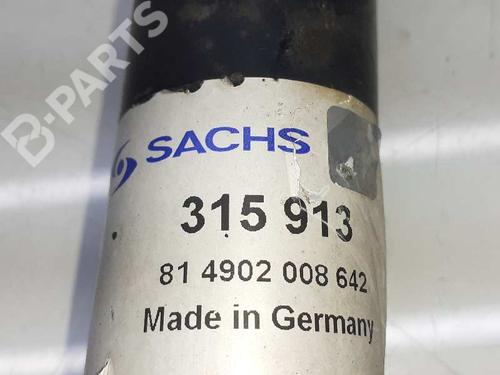 B-PARTS
SACHS
315 913
81 4902 008 642
Made in Germany